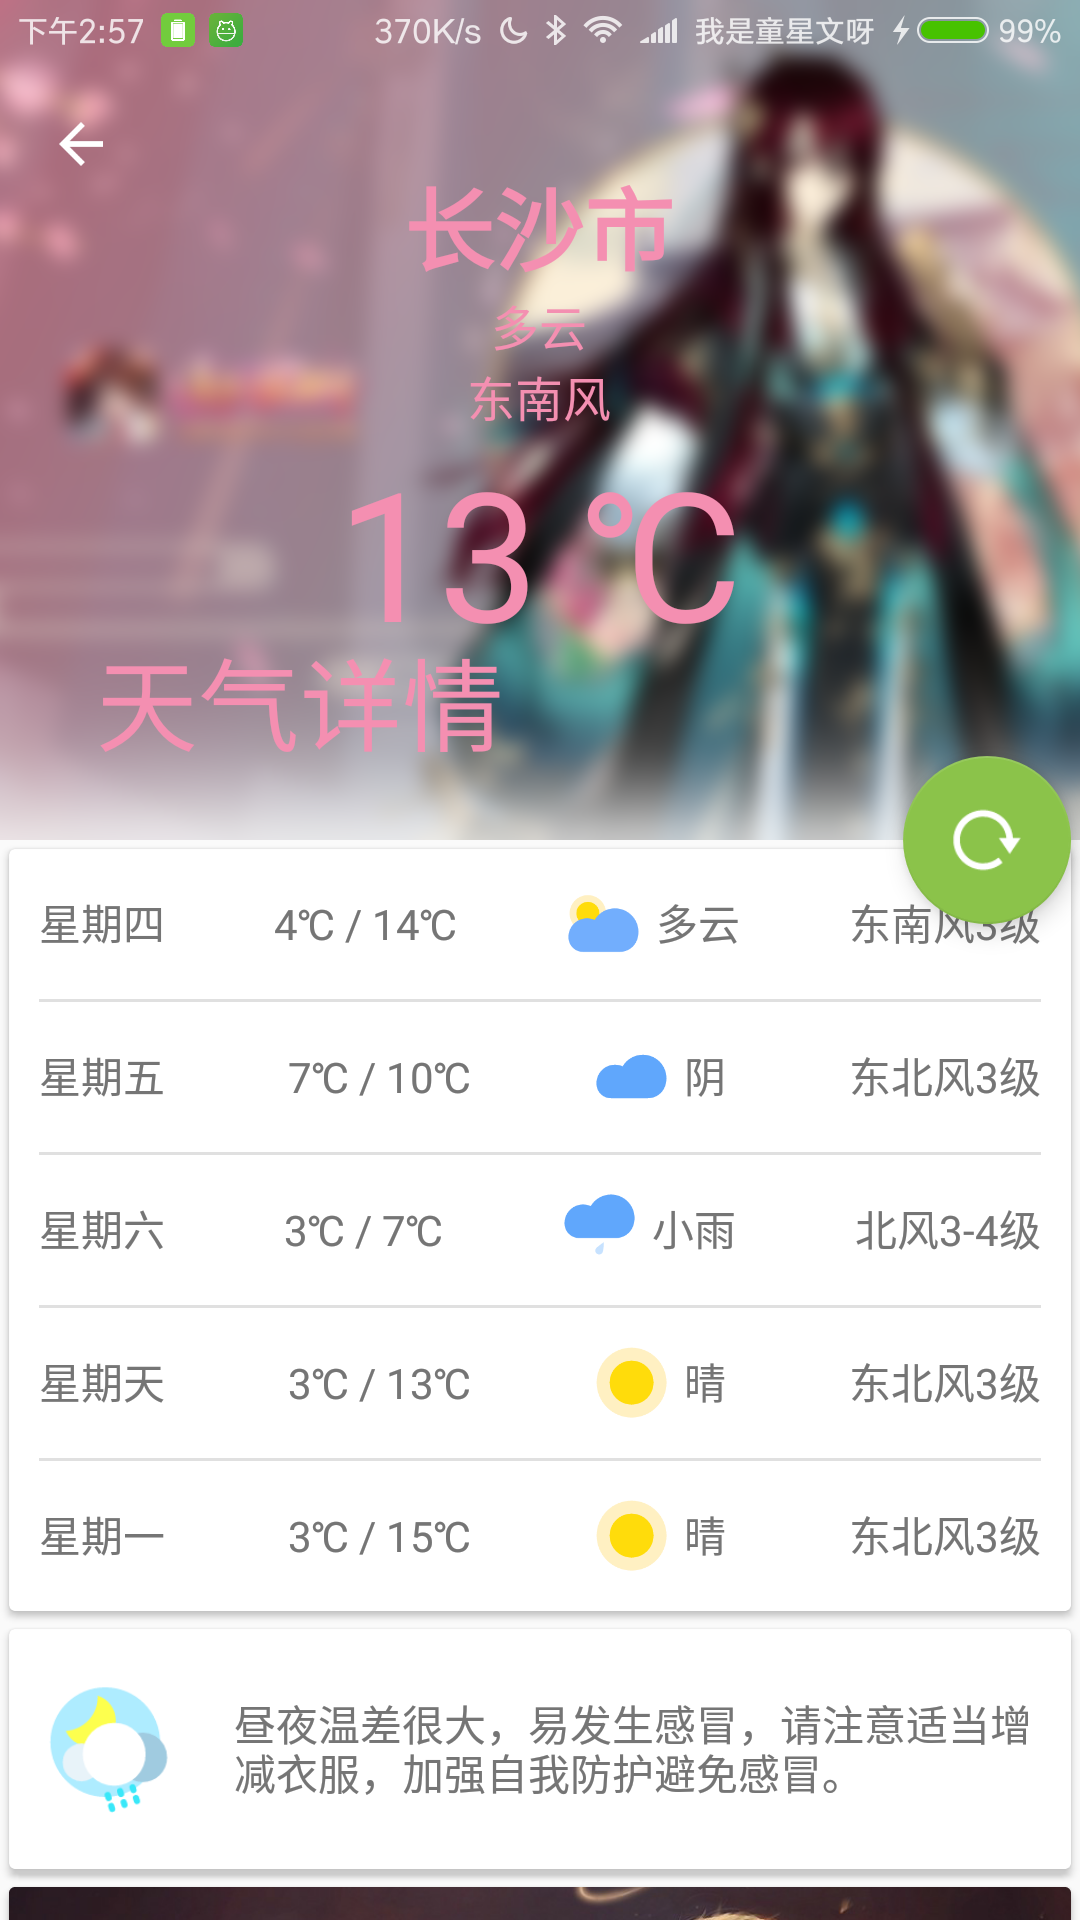 下午2:57 370K/s 我是童星文呀 99%
长沙市
多云
东南风
13 ℃
天气详情
星期四 4℃ / 14℃ 多云 东南风3级
星期五 7℃ / 10℃ 阴 东北风3级
星期六 3℃ / 7℃ 小雨 北风3-4级
星期天 3℃ / 13℃ 晴 东北风3级
星期一 3℃ / 15℃ 晴 东北风3级
昼夜温差很大，易发生感冒，请注意适当增
减衣服，加强自我防护避免感冒。